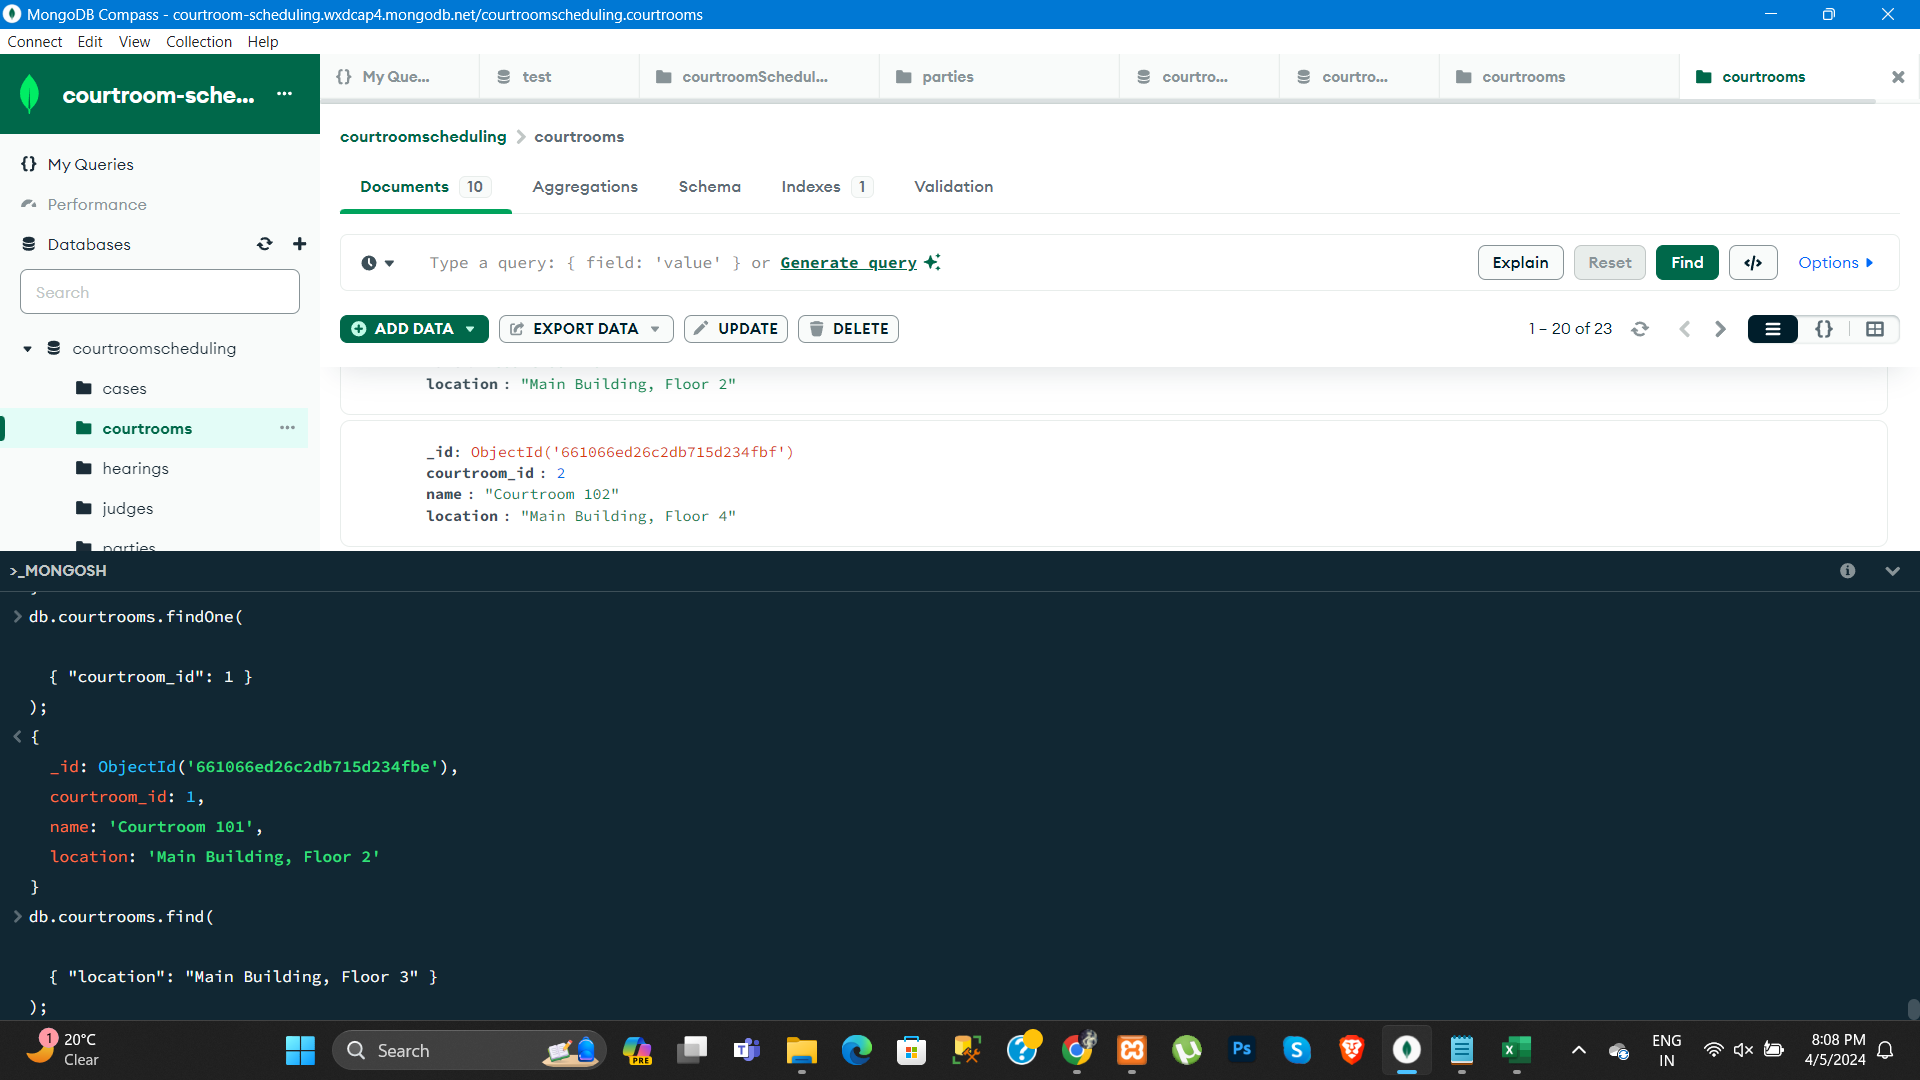 MongoDB Compass - courtroom-scheduling.wxdcap4.mongodb.net/courtroomscheduling.courtrooms
Connect Edit View Collection Help
courtroom-sche...
My Que...
test
courtroomSchedul...
parties
courtro...
courtro...
courtrooms
courtrooms
courtroomscheduling > courtrooms
{} My Queries
Performance
Databases
Search
courtroomscheduling
cases
courtrooms
hearings
judges
parties
Documents 10 Aggregations Schema Indexes 1 Validation
Type a query: { field: 'value' } or Generate query
Explain Reset Find </> Options
ADD DATA EXPORT DATA UPDATE DELETE
1 – 20 of 23
location : "Main Building, Floor 2"
_id: ObjectId('661066ed26c2db715d234fbf')
courtroom_id : 2
name : "Courtroom 102"
location : "Main Building, Floor 4"
>_MONGOSH
> db.courtrooms.findOne(
{ "courtroom_id": 1 }
);
< {
_id: ObjectId('661066ed26c2db715d234fbe'),
courtroom_id: 1,
name: 'Courtroom 101',
location: 'Main Building, Floor 2'
}
> db.courtrooms.find(
{ "location": "Main Building, Floor 3" }
);
1
20°C
Clear
Search
PRE
Ps
ENG
IN
8:08 PM
4/5/2024